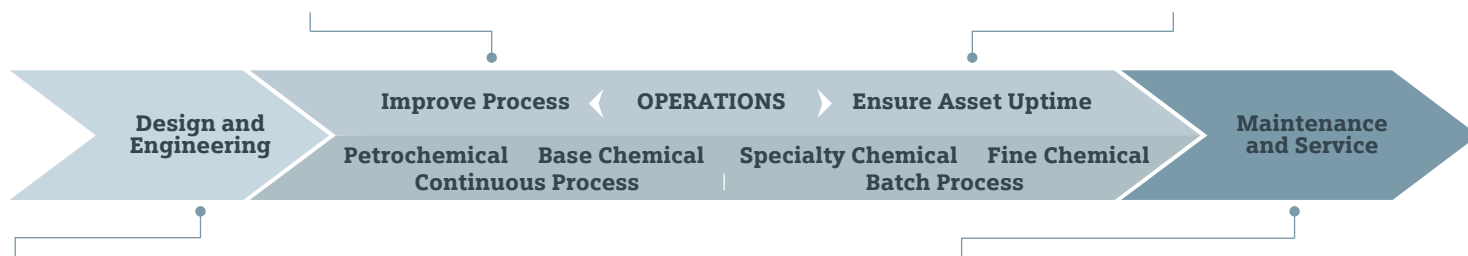 Design and
Engineering
Improve Process OPERATIONS Ensure Asset Uptime
Petrochemical Base Chemical Specialty Chemical Fine Chemical
Continuous Process Batch Process
Maintenance
and Service